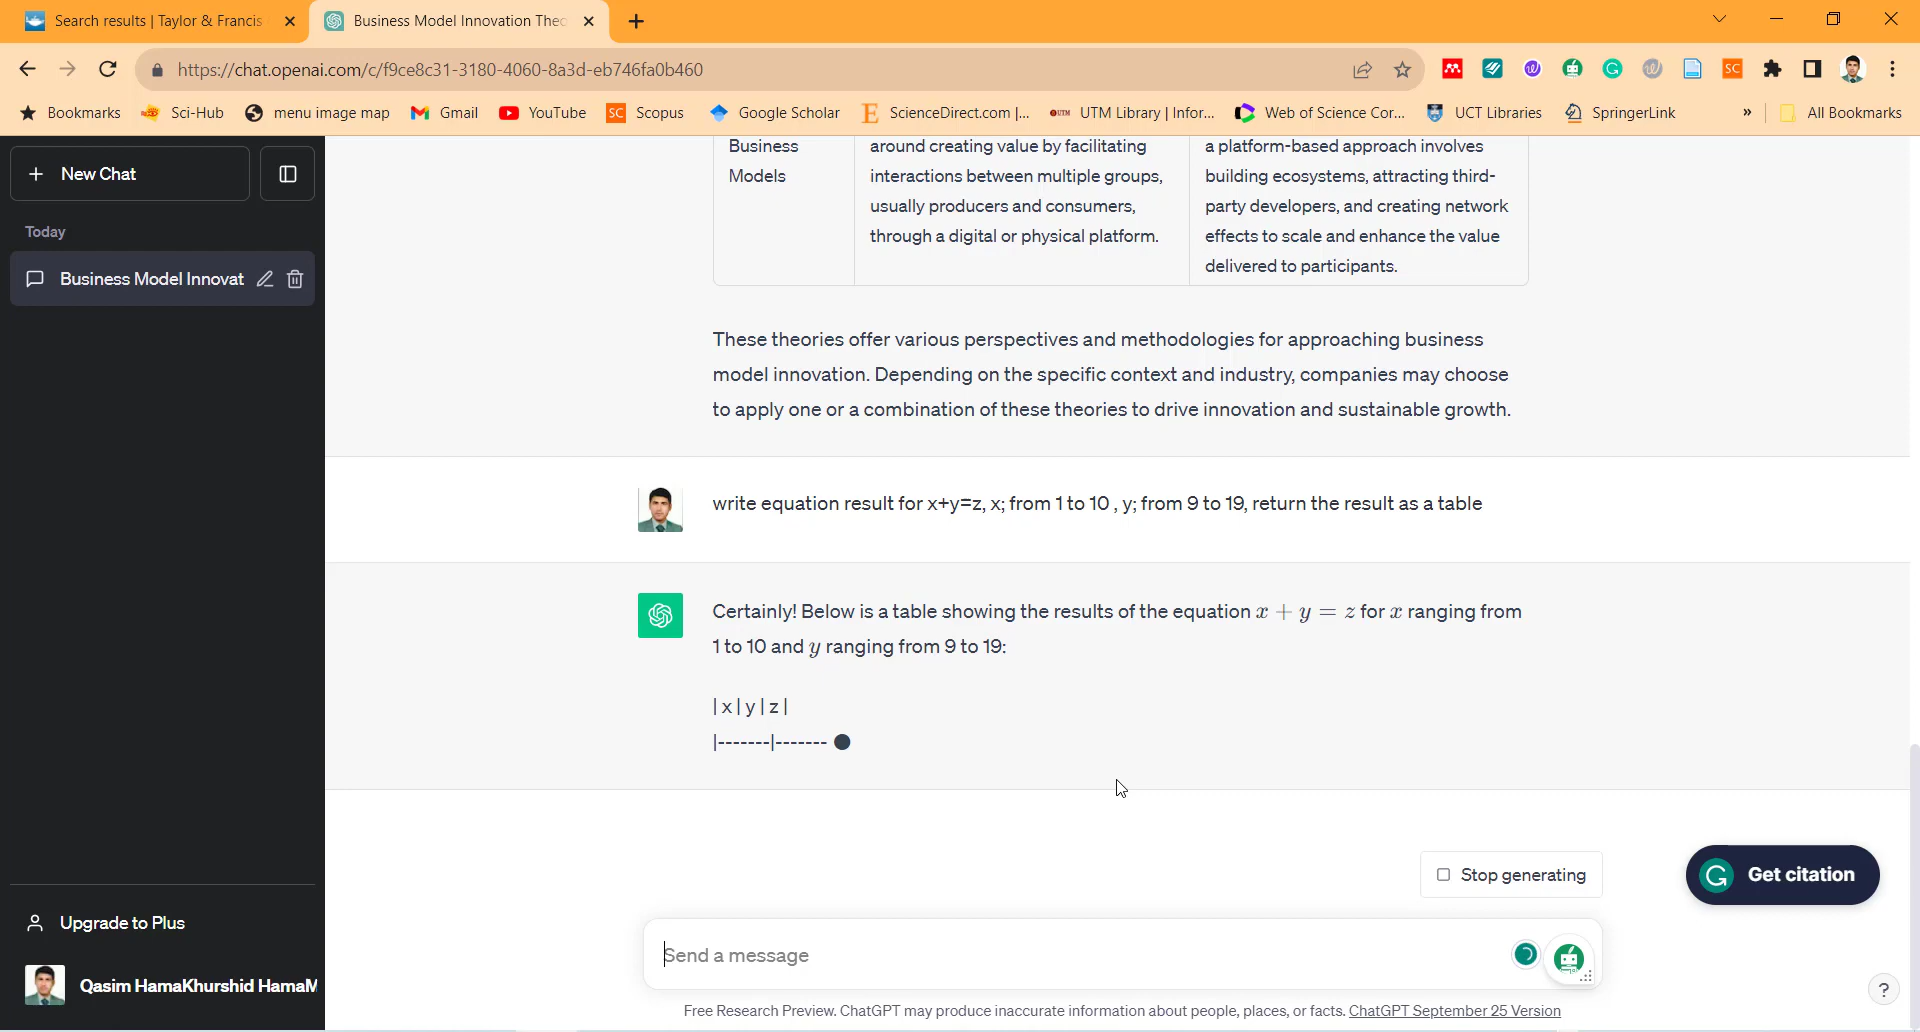 Search results | Taylor & Francis
Business Model Innovation Theo
https://chat.openai.com/c/f9ce8c31-3180-4060-8a3d-eb746fa0b460
Bookmarks
Sci-Hub
menu image map
Gmail
YouTube
SC
Scopus
Google Scholar
ScienceDirect.com |...
UTM Library | Infor...
Web of Science Cor...
UCT Libraries
SpringerLink
»
All Bookmarks
New Chat
Today
Business Model Innovat
Business
Models
around creating value by facilitating
interactions between multiple groups,
usually producers and consumers,
through a digital or physical platform.
a platform-based approach involves
building ecosystems, attracting third-
party developers, and creating network
effects to scale and enhance the value
delivered to participants.
These theories offer various perspectives and methodologies for approaching business
model innovation. Depending on the specific context and industry, companies may choose
to apply one or a combination of these theories to drive innovation and sustainable growth.
write equation result for x+y=z, x; from 1 to 10 , y; from 9 to 19, return the result as a table
Certainly! Below is a table showing the results of the equation x + y = z for x ranging from
1 to 10 and y ranging from 9 to 19:
| x | y | z |
|-------|-------
Stop generating
Get citation
Send a message
Free Research Preview. ChatGPT may produce inaccurate information about people, places, or facts. ChatGPT September 25 Version
?
Upgrade to Plus
Qasim HamaKhurshid HamaM